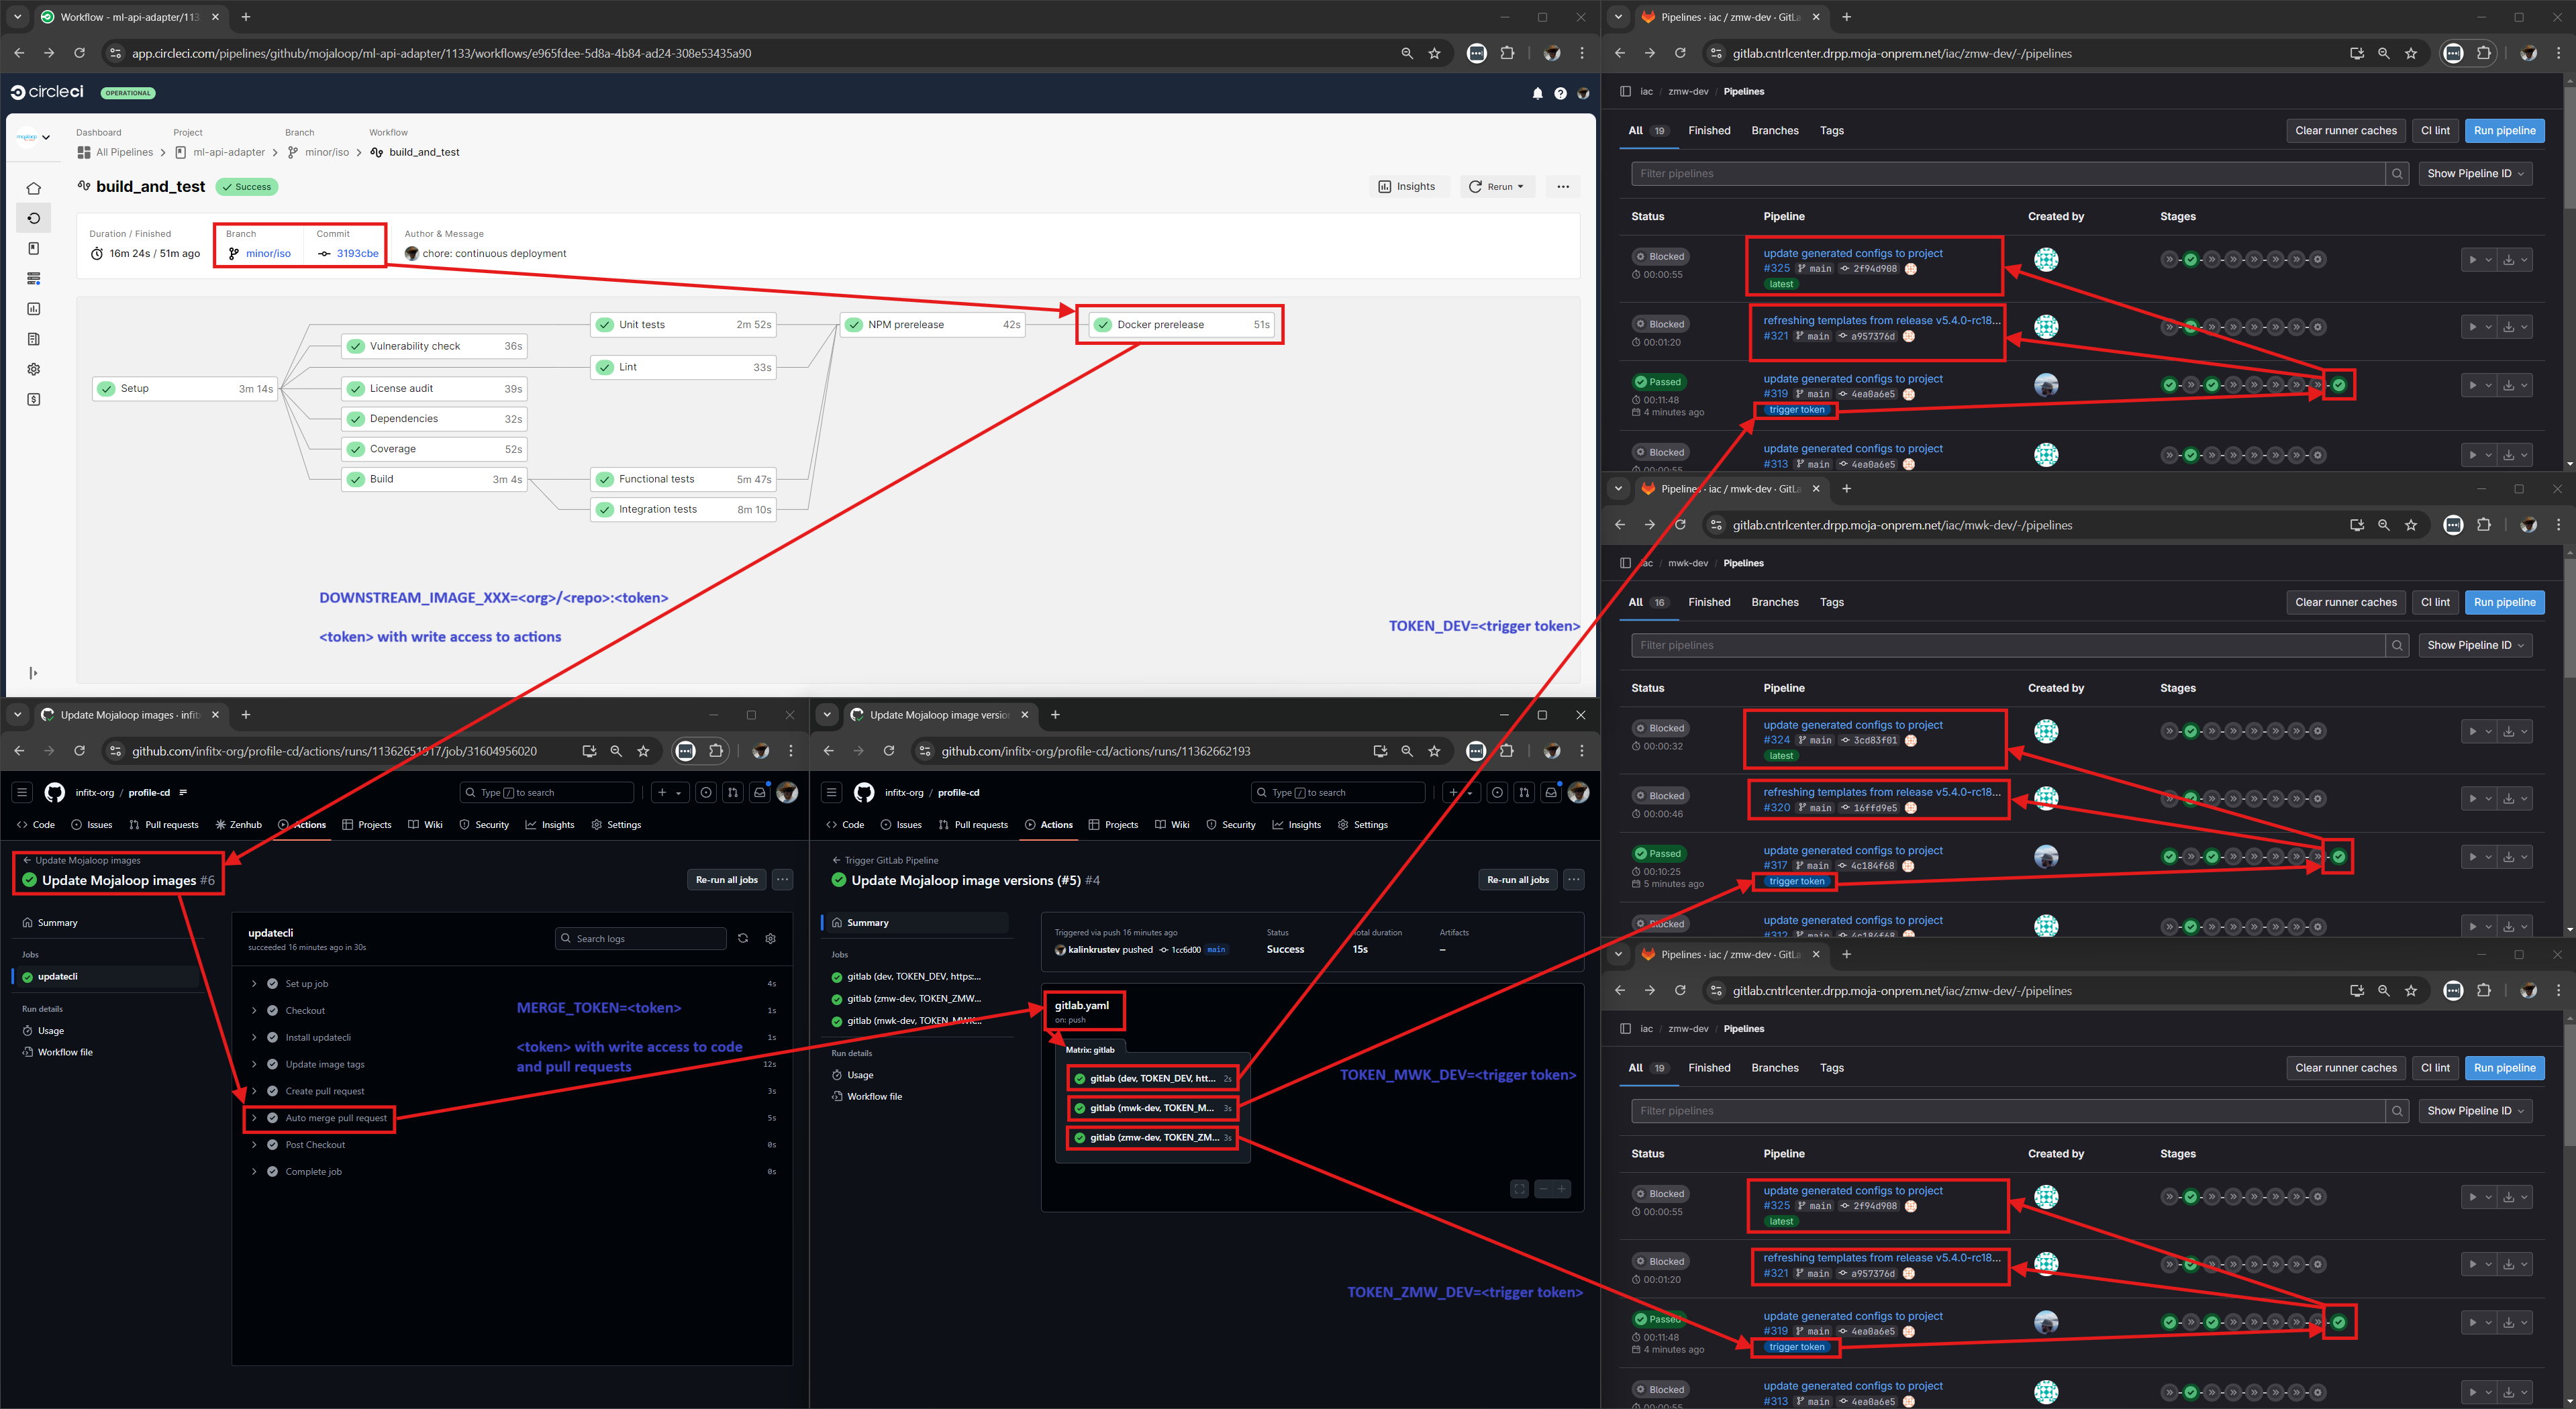 Workflow - ml-api-adapter/113
app.circleci.com/pipelines/github/mojaloop/ml-api-adapter/1133/workflows/e965fdee-5d8a-4b84-ad24-308e53435a90
circleci OPERATIONAL
mojaloop
Dashboard Project Branch Workflow
All Pipelines ml-api-adapter minor/iso build_and_test
build_and_test Success
Insights Rerun
Duration / Finished Branch Commit Author & Message
16m 24s / 51m ago minor/iso 3193cbe chore: continuous deployment
Unit tests 2m 52s
NPM prerelease 42s
Docker prerelease 51s
Vulnerability check 36s
Lint 33s
Setup 3m 14s
License audit 39s
Dependencies 32s
Coverage 52s
Build 3m 4s
Functional tests 5m 47s
Integration tests 8m 10s
DOWNSTREAM_IMAGE_XXX=<org>/<repo>:<token>
<token> with write access to actions
TOKEN_DEV=<trigger token>
Update Mojaloop images · infit
github.com/infitx-org/profile-cd/actions/runs/11362651917/job/31604956020
infitx-org / profile-cd
Type / to search
Code Issues Pull requests Zenhub Actions Projects Wiki Security Insights Settings
Update Mojaloop images
Update Mojaloop images #6
Re-run all jobs
Summary
Jobs
updatecli
Run details
Usage
Workflow file
updatecli
succeeded 16 minutes ago in 30s
Search logs
Set up job 4s
Checkout 1s
Install updatecli 1s
Update image tags 12s
Create pull request 3s
Auto merge pull request 5s
Post Checkout 0s
Complete job 0s
MERGE_TOKEN=<token>
<token> with write access to code
and pull requests
Update Mojaloop image versio
github.com/infitx-org/profile-cd/actions/runs/11362662193
infitx-org / profile-cd
Type / to search
Code Issues Pull requests Actions Projects Wiki Security Insights Settings
Trigger GitLab Pipeline
Update Mojaloop image versions (#5) #4
Re-run all jobs
Summary
Jobs
gitlab (dev, TOKEN_DEV, https:...
gitlab (zmw-dev, TOKEN_ZMW...
gitlab (mwk-dev, TOKEN_MWK...
Run details
Usage
Workflow file
Triggered via push 16 minutes ago Status Total duration Artifacts
kalinkrustev pushed 1cc6d00 main Success 15s –
gitlab.yaml
on: push
Matrix: gitlab
gitlab (dev, TOKEN_DEV, htt... 2s
gitlab (mwk-dev, TOKEN_M... 3s
gitlab (zmw-dev, TOKEN_ZM... 3s
TOKEN_MWK_DEV=<trigger token>
TOKEN_ZMW_DEV=<trigger token>
Pipelines · iac / zmw-dev · GitLa
gitlab.cntrlcenter.drpp.moja-onprem.net/iac/zmw-dev/-/pipelines
iac / zmw-dev / Pipelines
All 19 Finished Branches Tags Clear runner caches CI lint Run pipeline
Filter pipelines Show Pipeline ID
Status Pipeline Created by Stages
Blocked update generated configs to project
00:00:55 #325 main 2f94d908
latest
Blocked refreshing templates from release v5.4.0-rc18...
00:01:20 #321 main a957376d
Passed update generated configs to project
00:11:48 #319 main 4ea0a6e5
4 minutes ago trigger token
Blocked update generated configs to project
00:00:55 #313 main 4ea0a6e5
Pipelines · iac / mwk-dev · GitLa
gitlab.cntrlcenter.drpp.moja-onprem.net/iac/mwk-dev/-/pipelines
iac / mwk-dev / Pipelines
All 16 Finished Branches Tags Clear runner caches CI lint Run pipeline
Filter pipelines Show Pipeline ID
Status Pipeline Created by Stages
Blocked update generated configs to project
00:00:32 #324 main 3cd83f01
latest
Blocked refreshing templates from release v5.4.0-rc18...
00:00:46 #320 main 16ffd9e5
Passed update generated configs to project
00:10:25 #317 main 4c184f68
5 minutes ago trigger token
Blocked update generated configs to project
#312 main 4c184f68
Pipelines · iac / zmw-dev · GitLa
gitlab.cntrlcenter.drpp.moja-onprem.net/iac/zmw-dev/-/pipelines
iac / zmw-dev / Pipelines
All 19 Finished Branches Tags Clear runner caches CI lint Run pipeline
Filter pipelines Show Pipeline ID
Status Pipeline Created by Stages
Blocked update generated configs to project
00:00:55 #325 main 2f94d908
latest
Blocked refreshing templates from release v5.4.0-rc18...
00:01:20 #321 main a957376d
Passed update generated configs to project
00:11:48 #319 main 4ea0a6e5
4 minutes ago trigger token
Blocked update generated configs to project
00:00:55 #313 main 4ea0a6e5